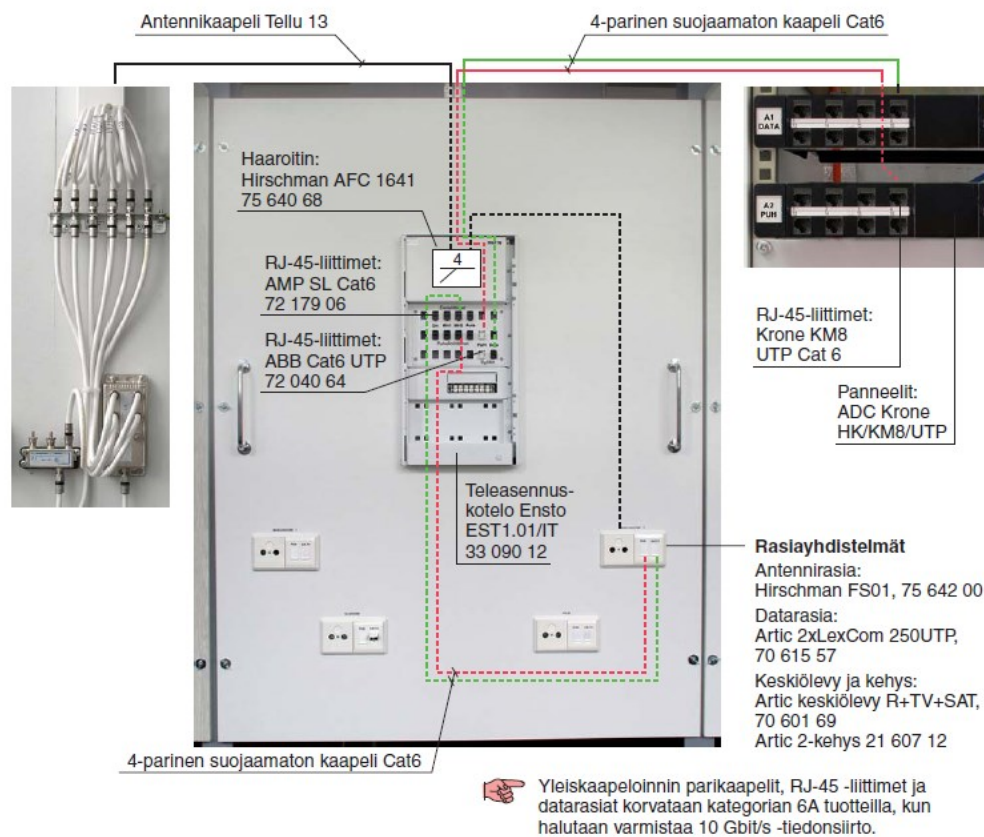 Antennikaapeli Tellu 13
4-parinen suojaamaton kaapeli Cat6
A1
DATA
A2
PUH
Haaroitin:
Hirschman AFC 1641
75 640 68
4
RJ-45-liittimet:
AMP SL Cat6
72 179 06
RJ-45-liittimet:
ABB Cat6 UTP
72 040 64
RJ-45-liittimet:
Krone KM8
UTP Cat 6
Panneelit:
ADC Krone
HK/KM8/UTP
Teleasennus-
kotelo Ensto
EST1.01/IT
33 090 12
Rasiayhdistelmät
Antennirasia:
Hirschman FS01, 75 642 00
Datarasia:
Artic 2xLexCom 250UTP,
70 615 57
Keskiölevy ja kehys:
Artic keskiölevy R+TV+SAT,
70 601 69
Artic 2-kehys 21 607 12
4-parinen suojaamaton kaapeli Cat6
Yleiskaapeloinnin parikaapelit, RJ-45 -liittimet ja
datarasiat korvataan kategorian 6A tuotteilla, kun
halutaan varmistaa 10 Gbit/s -tiedonsiirto.